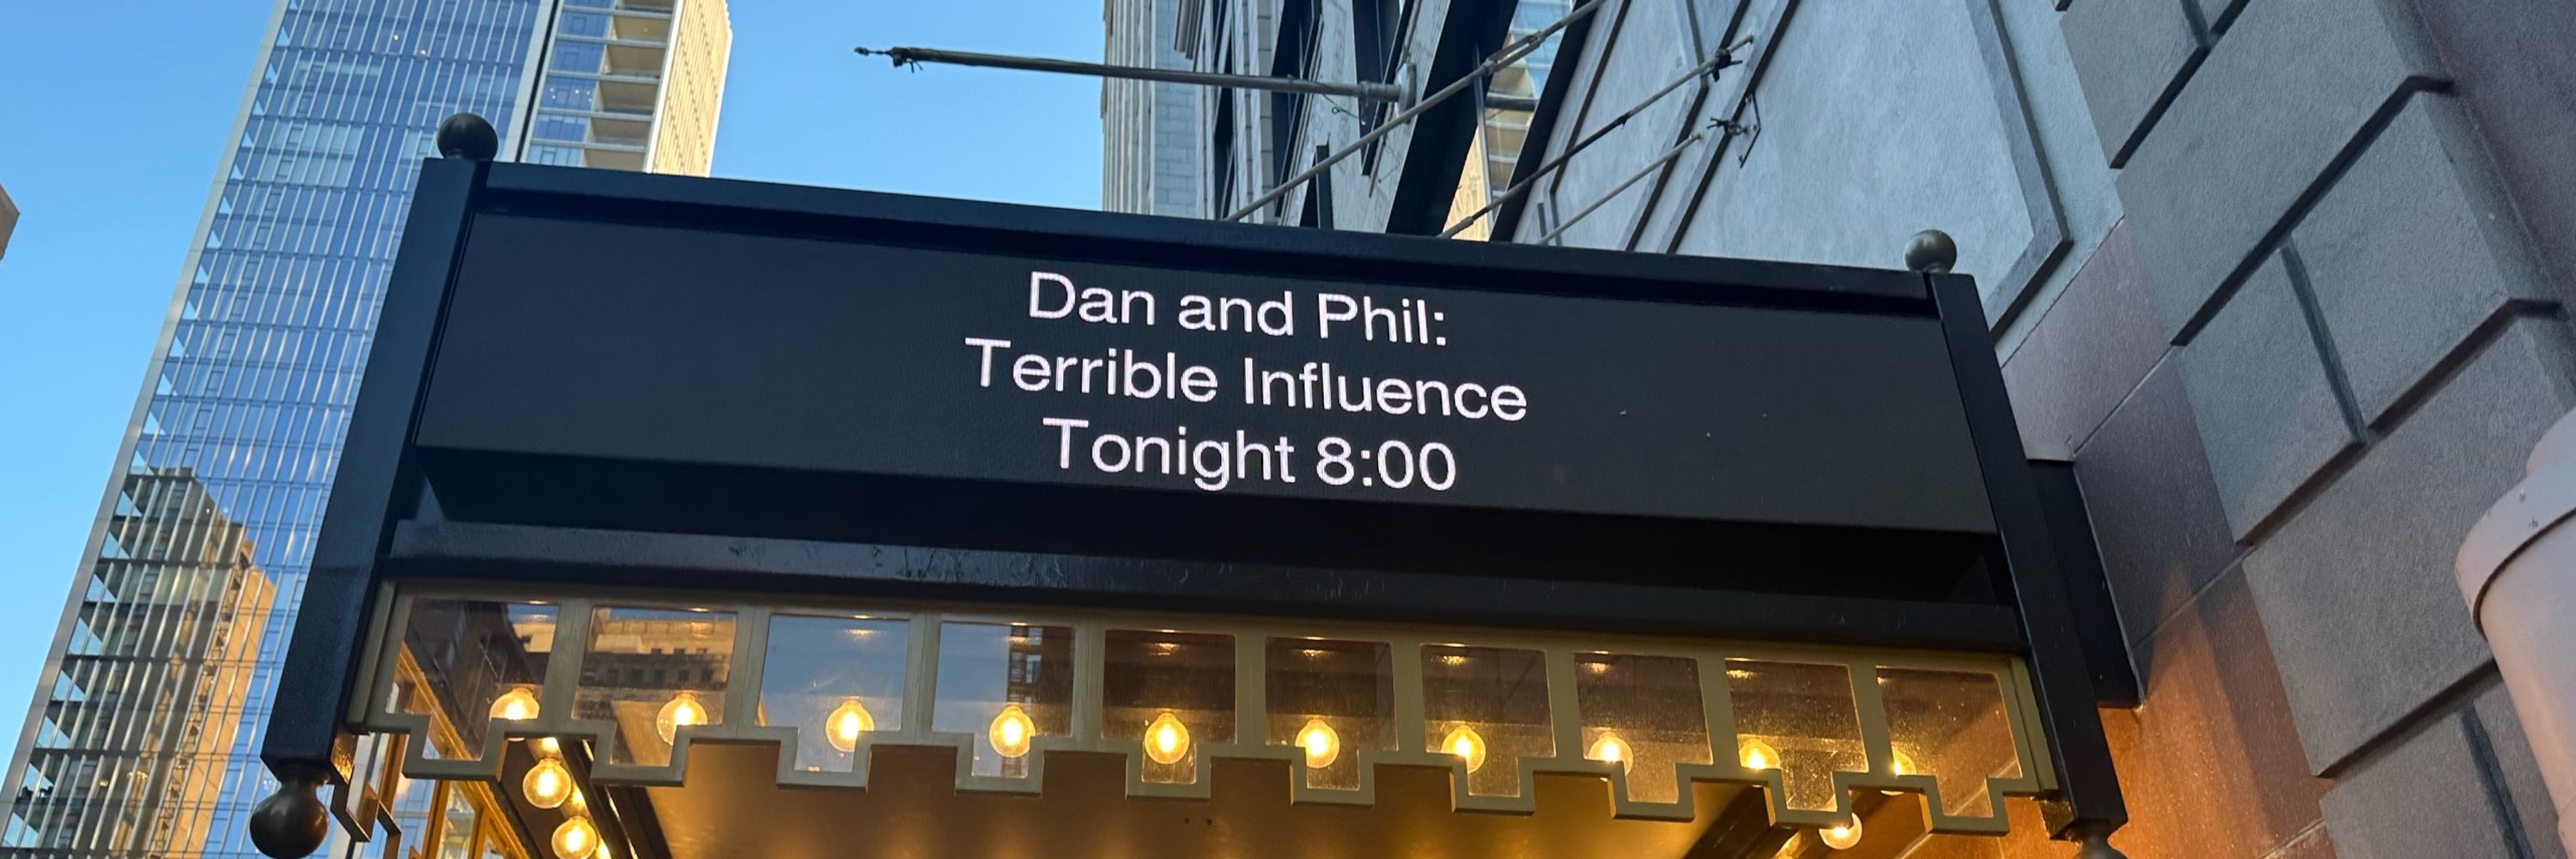 Dan and Phil:
Terrible Influence
Tonight 8:00